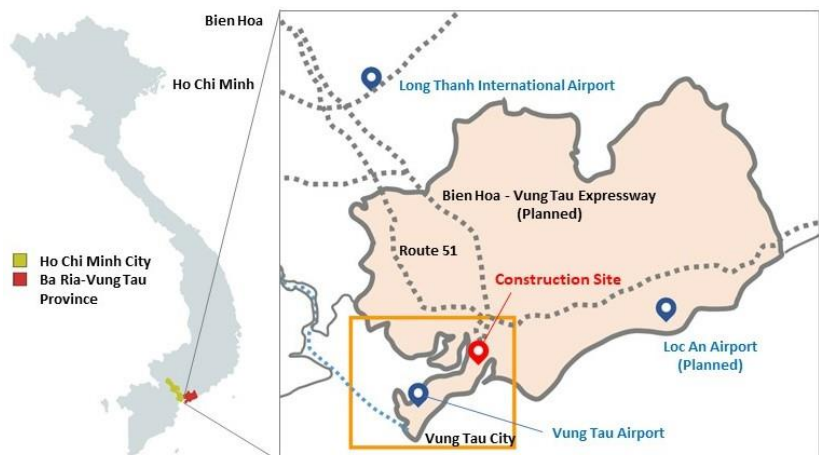 Bien Hoa
Ho Chi Minh
Long Thanh International Airport
Bien Hoa - Vung Tau Expressway
(Planned)
Route 51
Ho Chi Minh City
Ba Ria-Vung Tau
Province
Construction Site
Loc An Airport
(Planned)
Vung Tau City
Vung Tau Airport